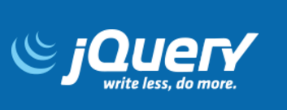 jQuery
write less, do more.